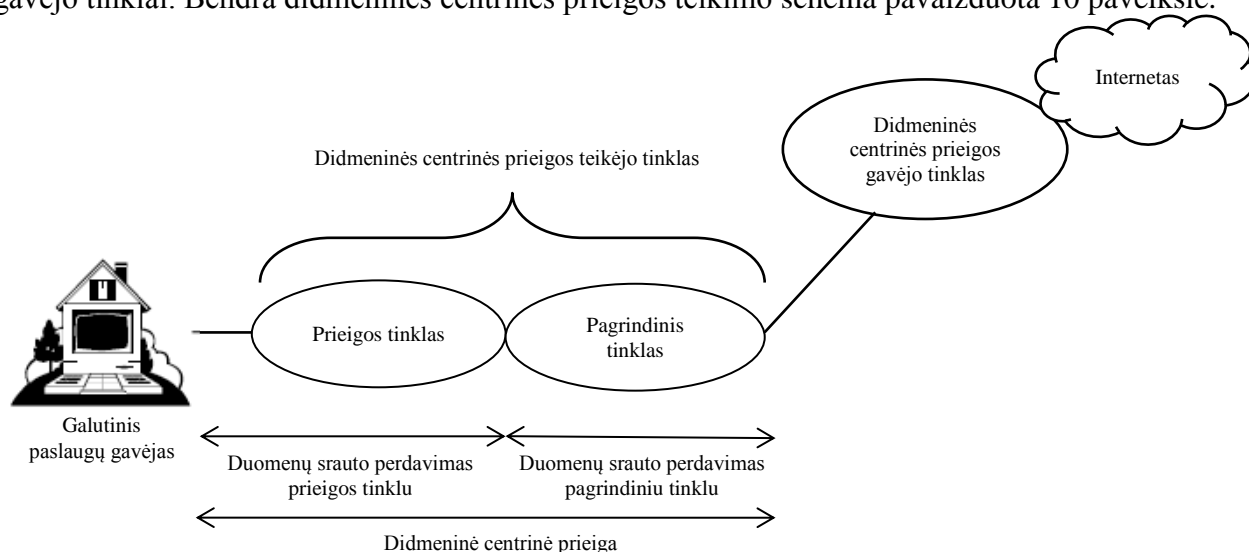 gavėjo tinklai. Bendra didmeninės centrinės prieigos teikimo schema pavaizduota 10 paveiksle.
Internetas
Didmeninės
centrinės prieigos
gavėjo tinklas
Didmeninės centrinės prieigos teikėjo tinklas
Prieigos tinklas
Pagrindinis
tinklas
Galutinis
paslaugų gavėjas
Duomenų srauto perdavimas
prieigos tinklu
Duomenų srauto perdavimas
pagrindiniu tinklu
Didmeninė centrinė prieiga